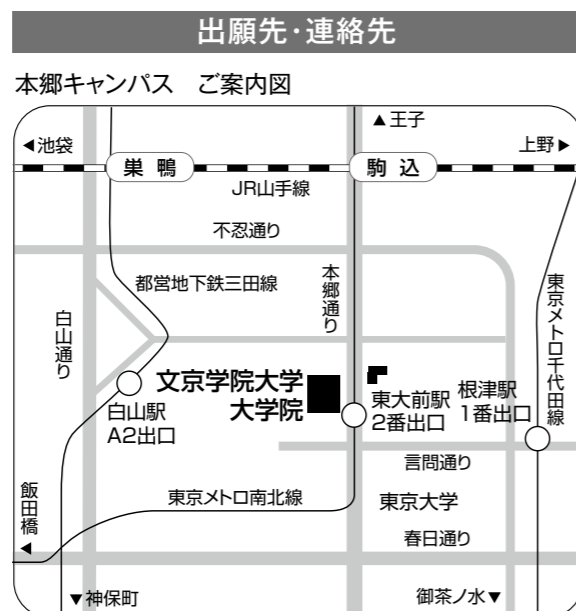 出願先・連絡先
本郷キャンパス　ご案内図
▲王子
◀池袋
上野▶
巣鴨
駒込
JR山手線
不忍通り
都営地下鉄三田線
本郷通り
東京メトロ千代田線
白山通り
文京学院大学
大学院
白山駅
A2出口
東大前駅
2番出口
根津駅
1番出口
言問通り
東京メトロ南北線
東京大学
飯田橋
◀
春日通り
▼神保町
御茶ノ水▼